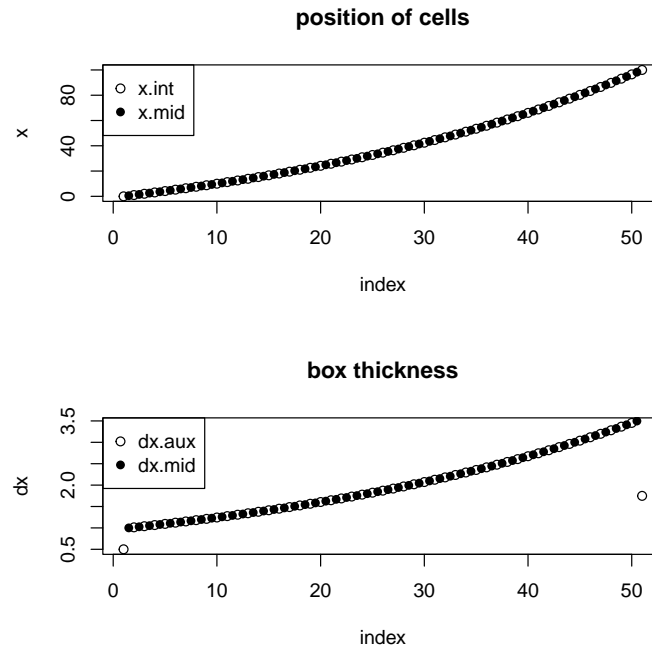 position of cells
x.int
x.mid
x
0 40 80
0 10 20 30 40 50
index
box thickness
dx.aux
dx.mid
dx
0.5 2.0 3.5
0 10 20 30 40 50
index